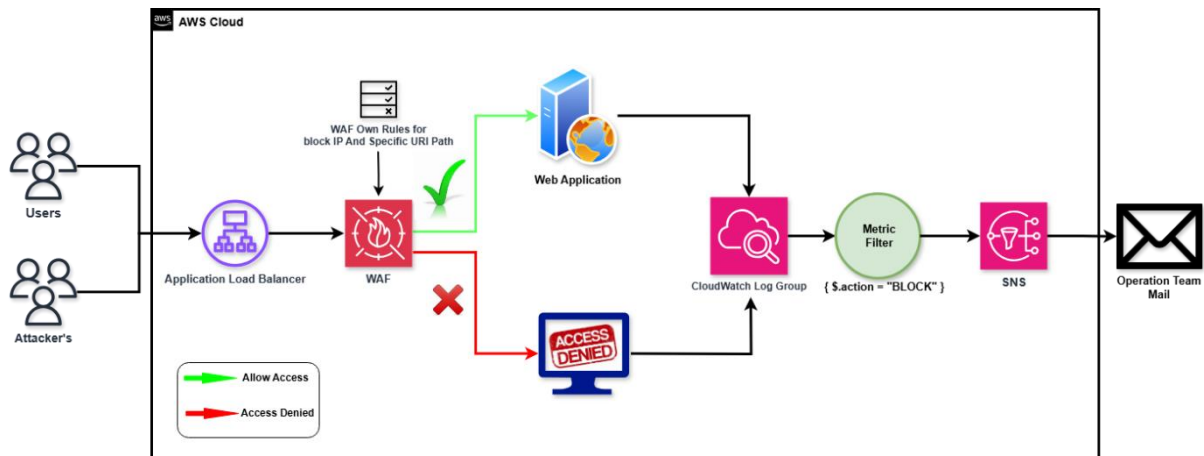 aws
AWS Cloud
WAF Own Rules for
block IP And Specific URI Path
Users
Attacker's
Application Load Balancer
WAF
Web Application
ACCESS
DENIED
CloudWatch Log Group
Metric
Filter
{ $.action = "BLOCK" }
SNS
Operation Team
Mail
Allow Access
Access Denied